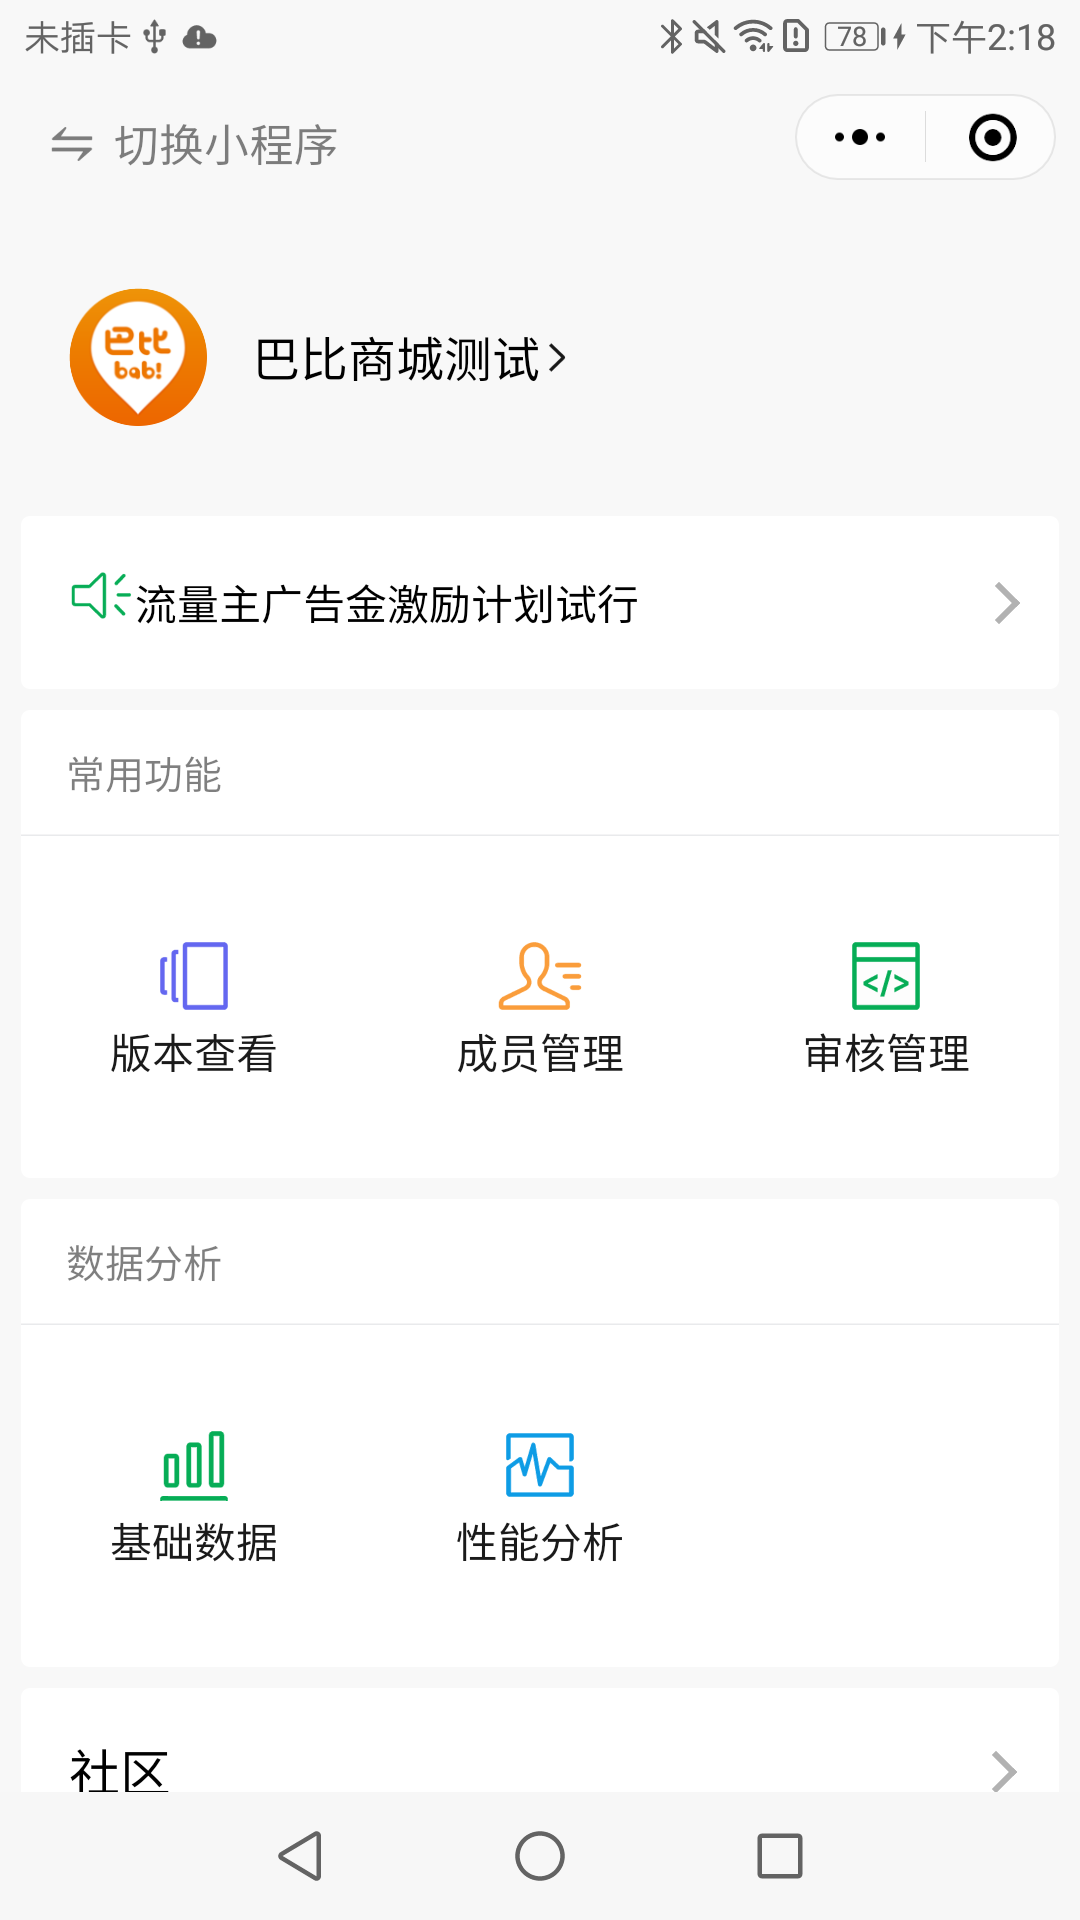 未插卡 78 下午2:18
切换小程序
巴比
bab!
巴比商城测试
流量主广告金激励计划试行
常用功能
版本查看 成员管理 审核管理
数据分析
基础数据 性能分析
社区